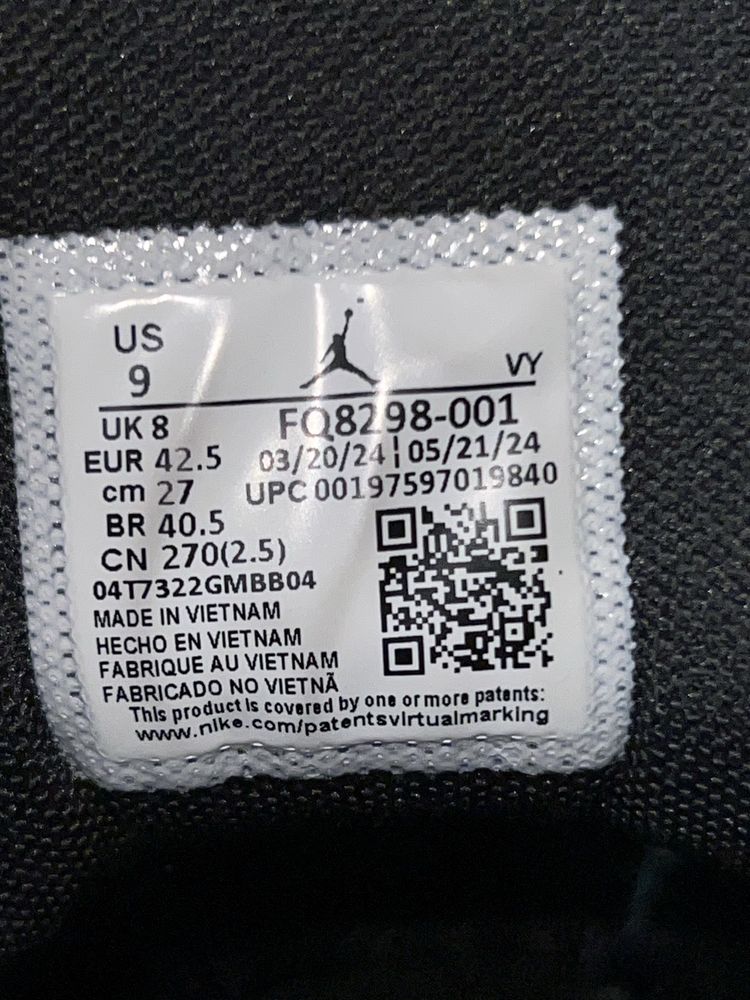 US
9
VY
UK 8
FQ8298-001
EUR 42.5
03/20/24¦05/21/24
cm 27
UPC 00197597019840
BR 40.5
CN 270(2.5)
04T7322GMBB04
MADE IN VIETNAM
HECHO EN VIETNAM
FABRIQUE AU VIETNAM
FABRICADO NO VIETNÃ
This product is covered by one or more patents:
www.nike.com/patentsvirtualmarking